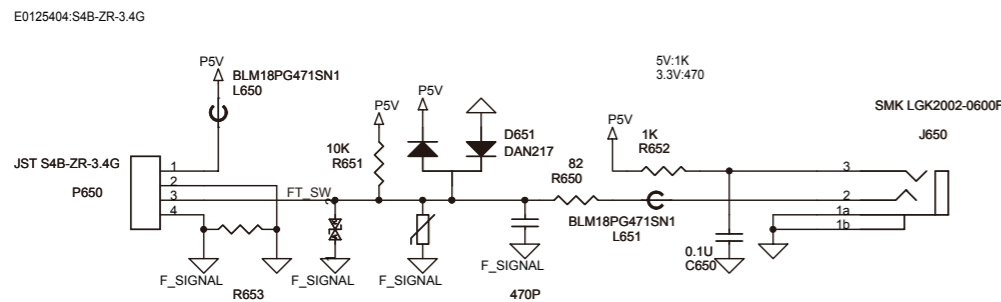 E0125404:S4B-ZR-3.4G
P5V
BLM18PG471SN1
L650
JST S4B-ZR-3.4G
P650
1
2
3
4
FT_SW
F_SIGNAL
R653
F_SIGNAL
P5V
10K
R651
P5V
D651
DAN217
F_SIGNAL
470P
82
R650
BLM18PG471SN1
L651
5V:1K
3.3V:470
P5V
1K
R652
0.1U
C650
3
2
1a
1b
SMK LGK2002-0600F
J650